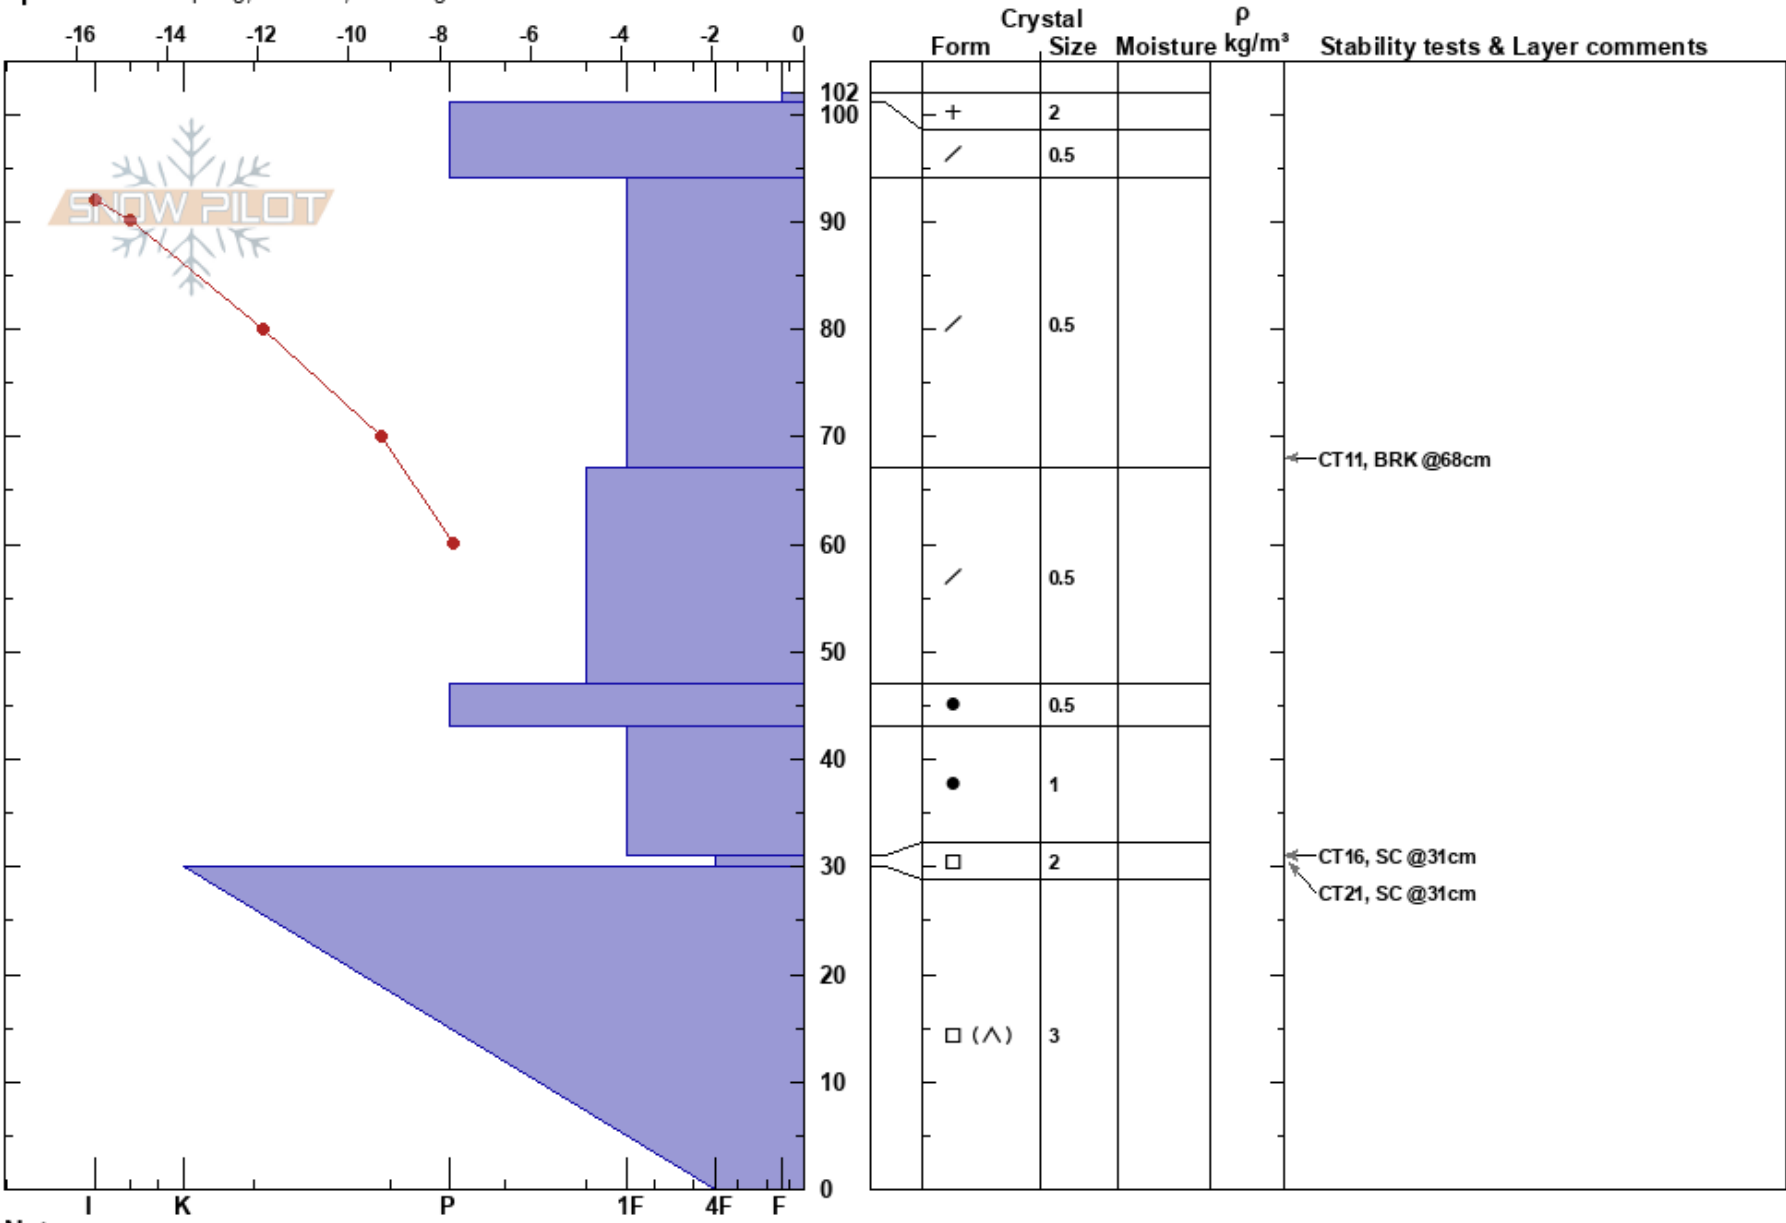 -16 -14 -12 -10 -8 -6 -4 -2 0
Crystal ρ
Form Size Moisture kg/m³ Stability tests & Layer comments
102
100 + 2
/ 0.5
SNOW PILOT
90
80 / 0.5
70
CT11, BRK @68cm
60
/ 0.5
50
● 0.5
40
● 1
CT16, SC @31cm
30 □ 2
CT21, SC @31cm
20
□ (∧) 3
10
0
I K P 1F 4F F